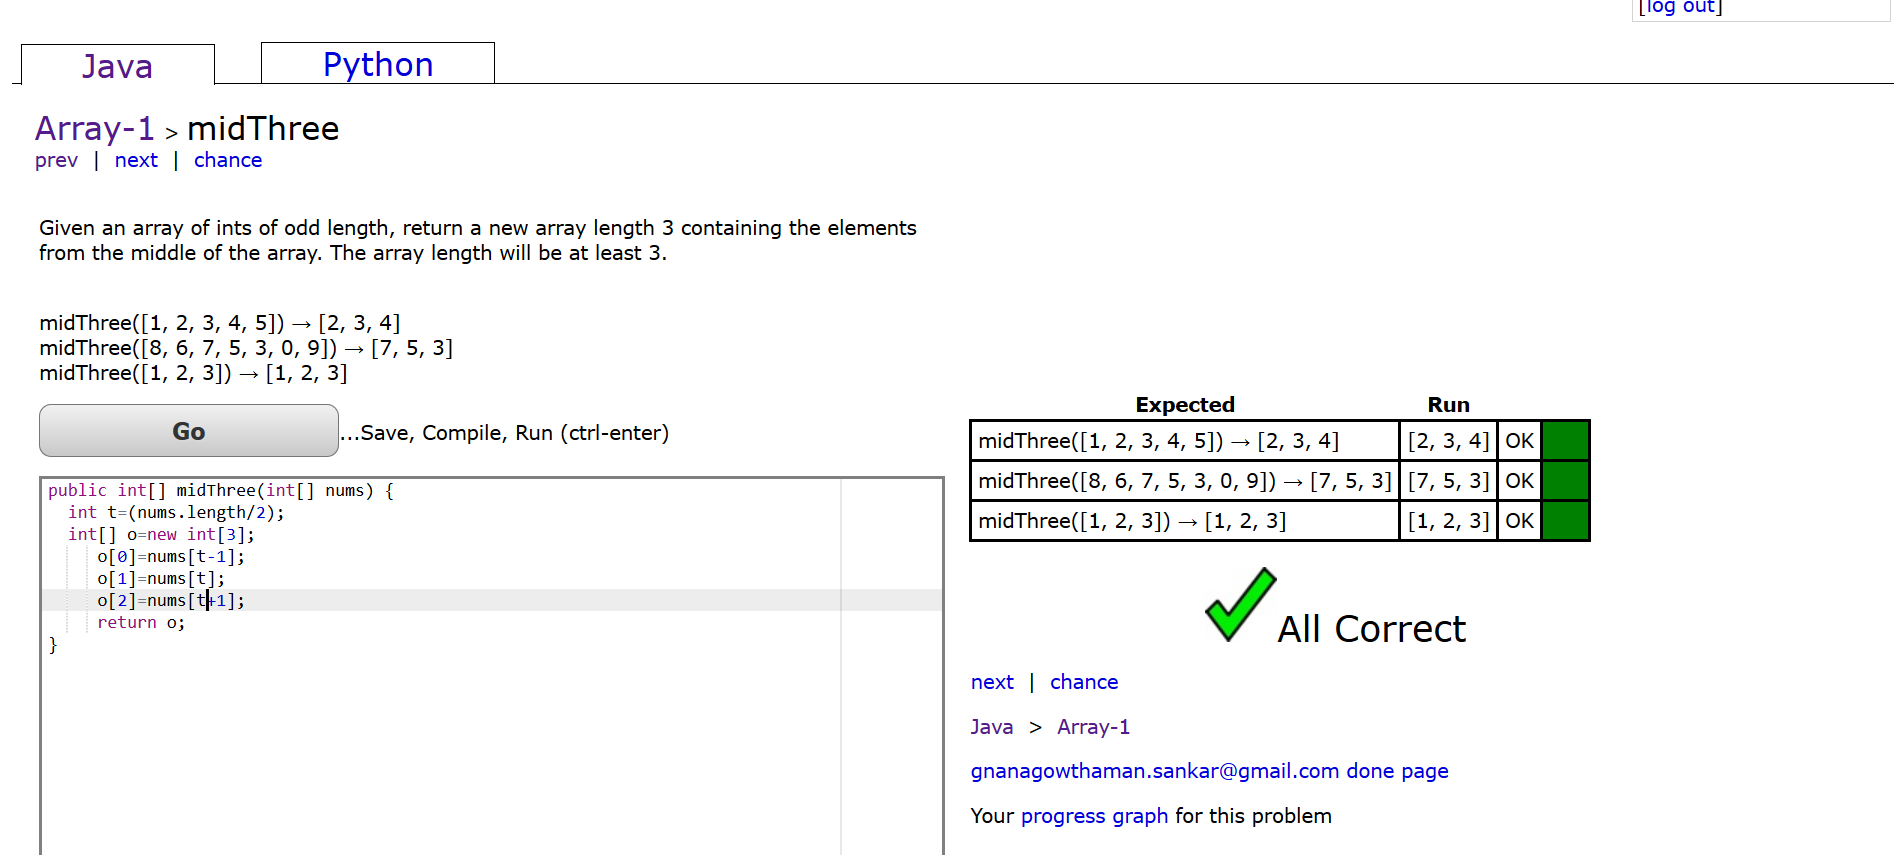 [log out]
Java
Python
Array-1 > midThree
prev | next | chance
Given an array of ints of odd length, return a new array length 3 containing the elements
from the middle of the array. The array length will be at least 3.
midThree([1, 2, 3, 4, 5]) → [2, 3, 4]
midThree([8, 6, 7, 5, 3, 0, 9]) → [7, 5, 3]
midThree([1, 2, 3]) → [1, 2, 3]
Go
...Save, Compile, Run (ctrl-enter)
public int[] midThree(int[] nums) {
  int t=(nums.length/2);
  int[] o=new int[3];
     o[0]=nums[t-1];
     o[1]=nums[t];
     o[2]=nums[t+1];
     return o;
}
Expected Run
midThree([1, 2, 3, 4, 5]) → [2, 3, 4] [2, 3, 4] OK
midThree([8, 6, 7, 5, 3, 0, 9]) → [7, 5, 3] [7, 5, 3] OK
midThree([1, 2, 3]) → [1, 2, 3] [1, 2, 3] OK
All Correct
next | chance
Java > Array-1
gnanagowthaman.sankar@gmail.com done page
Your progress graph for this problem